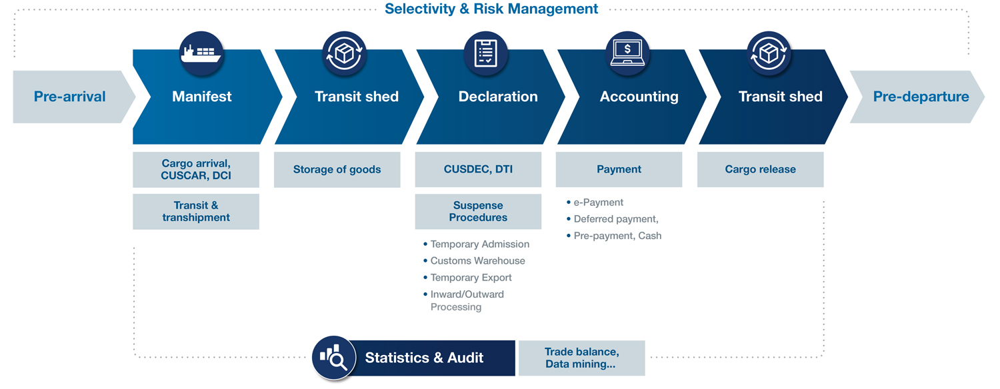 Selectivity & Risk Management
Pre-arrival
Manifest
Transit shed
Declaration
$
Accounting
Transit shed
Pre-departure
Cargo arrival,
CUSCAR, DCI
Transit &
transhipment
Storage of goods
CUSDEC, DTI
Suspense
Procedures
• Temporary Admission
• Customs Warehouse
• Temporary Export
• Inward/Outward
Processing
Payment
• e-Payment
• Deferred payment,
• Pre-payment, Cash
Cargo release
Statistics & Audit
Trade balance,
Data mining...